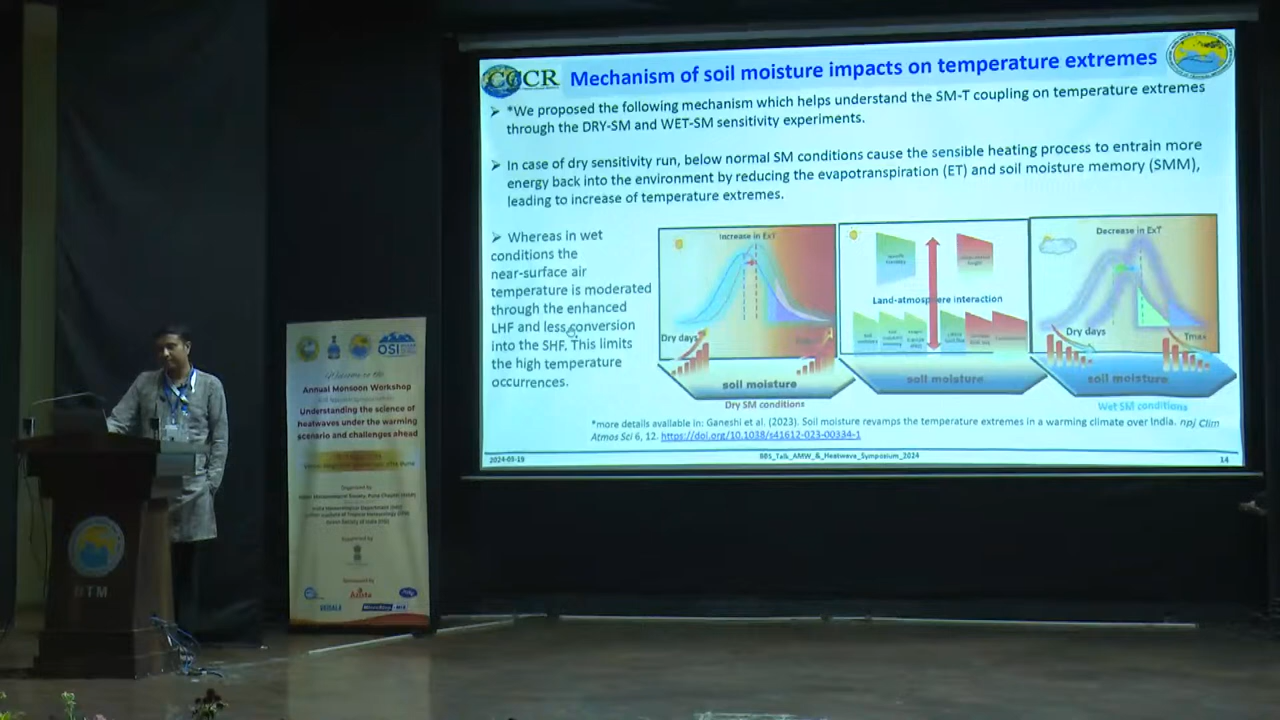 CCCR
Mechanism of soil moisture impacts on temperature extremes
➢ *We proposed the following mechanism which helps understand the SM-T coupling on temperature extremes
through the DRY-SM and WET-SM sensitivity experiments.
➢ In case of dry sensitivity run, below normal SM conditions cause the sensible heating process to entrain more
energy back into the environment by reducing the evapotranspiration (ET) and soil moisture memory (SMM),
leading to increase of temperature extremes.
➢ Whereas in wet
conditions the
near-surface air
temperature is moderated
through the enhanced
LHF and less conversion
into the SHF. This limits
the high temperature
occurrences.
Increase in ExT
Dry days
soil moisture
Dry SM conditions
Land-atmosphere interaction
soil moisture
Decrease in ExT
Dry days
Tmax
soil moisture
Wet SM conditions
*more details available in: Ganeshi et al. (2023). Soil moisture revamps the temperature extremes in a warming climate over India. npj Clim
Atmos Sci 6, 12. https://doi.org/10.1038/s41612-023-00334-1
2024-03-19
BBS_Talk_AMW_&_Heatwave_Symposium_2024
14
OSI
Annual Monsoon Workshop
Understanding the science of
heatwaves under the warming
scenario and challenges ahead
Organized by
Supported by
Sponsored by
VAISALA
IITM